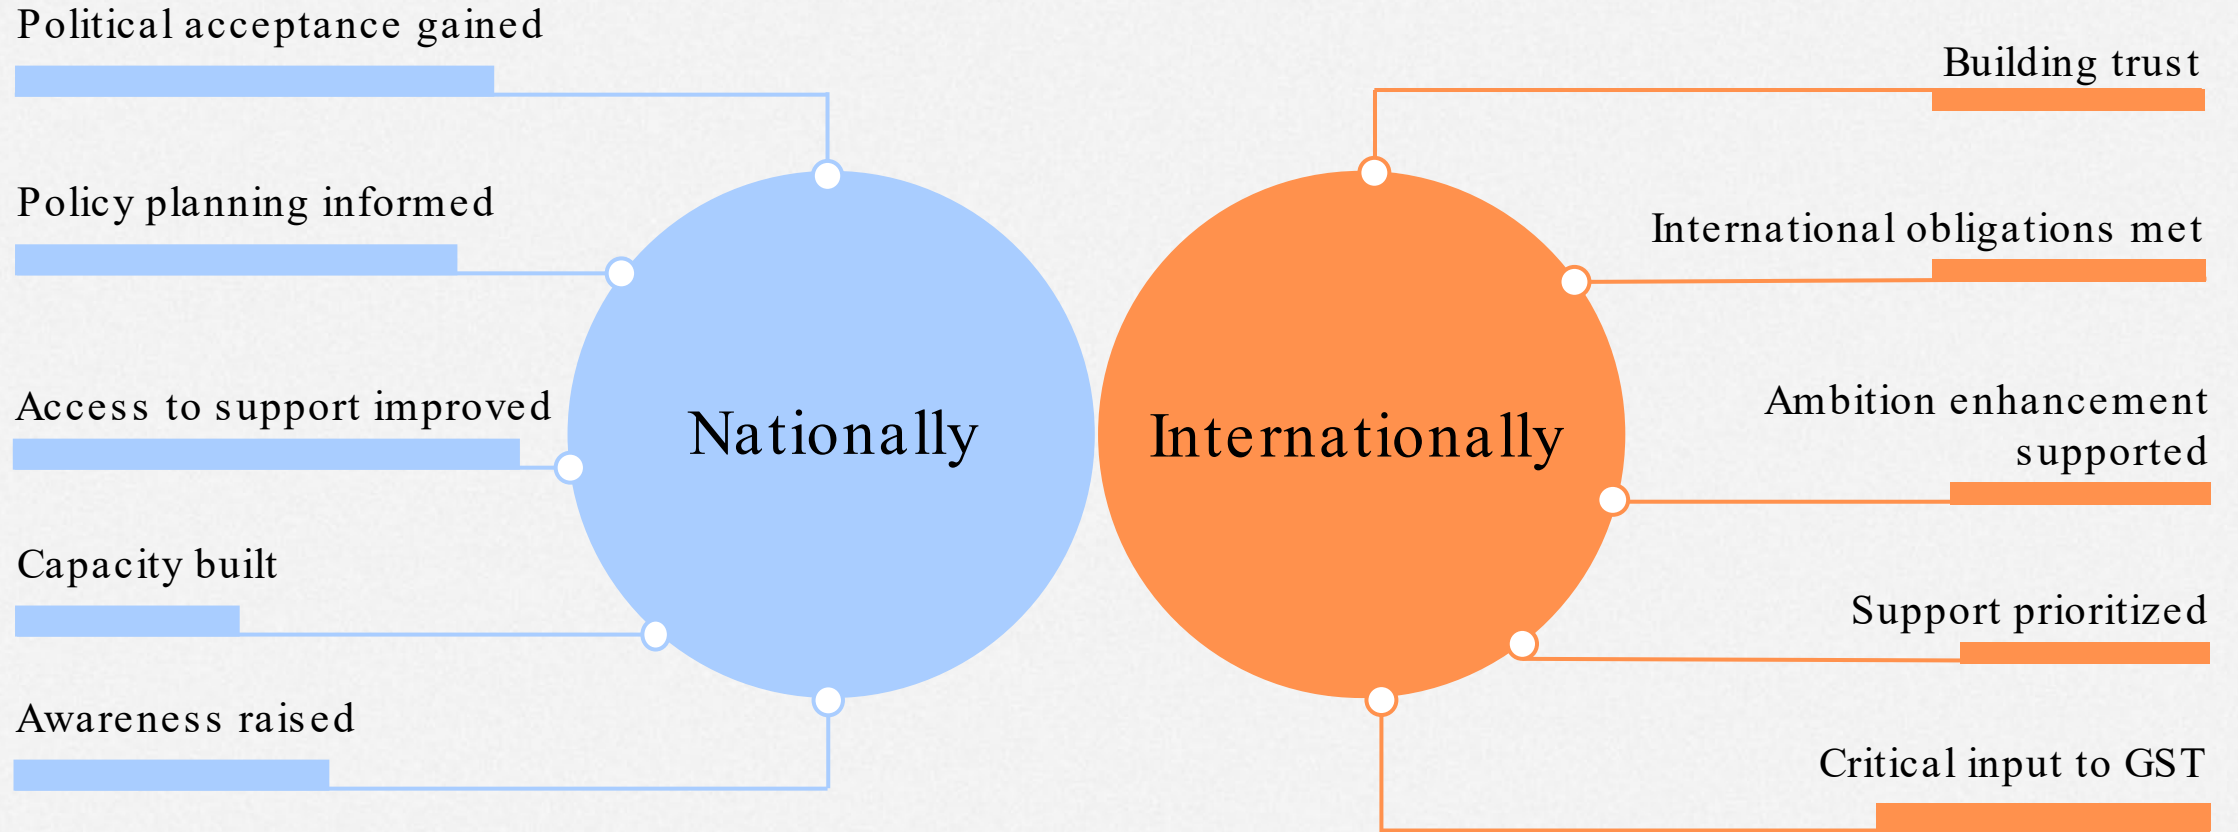 Political acceptance gained
Policy planning informed
Access to support improved
Capacity built
Awareness raised
Nationally
Internationally
Building trust
International obligations met
Ambition enhancement
supported
Support prioritized
Critical input to GST